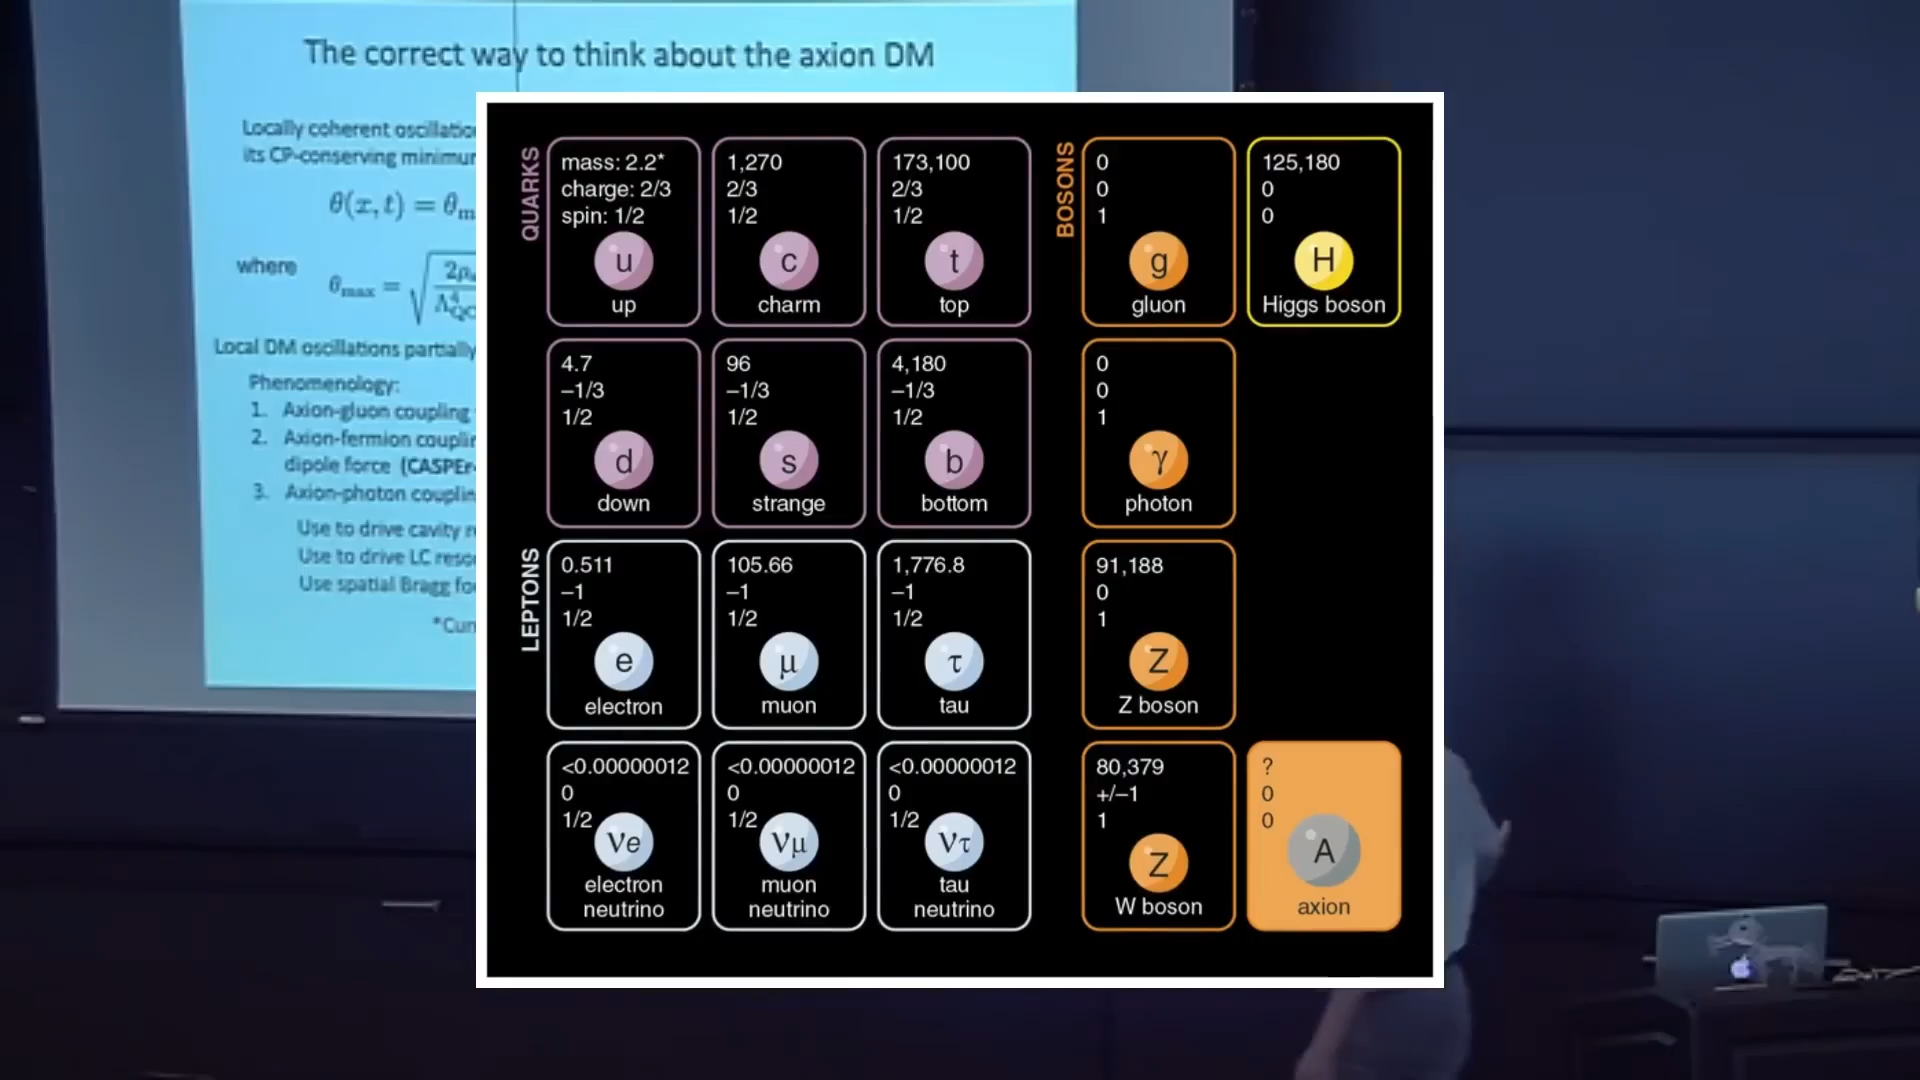 The correct way to think about the axion DM
Locally coherent
its CP-conserving
θ(x, t) = θm
where
θmax =
Local DM oscillations partially
Phenomenology:
1. Axion-gluon coupling
2. Axion-fermion
dipole force (CASPEr-
3. Axion-photon
Use to drive cavity
Use to drive LC
Use spatial Bragg
QUARKS
mass: 2.2*
charge: 2/3
spin: 1/2
u
up
1,270
2/3
1/2
c
charm
173,100
2/3
1/2
t
top
BOSONS
0
0
1
g
gluon
125,180
0
0
H
Higgs boson
4.7
–1/3
1/2
d
down
96
–1/3
1/2
s
strange
4,180
–1/3
1/2
b
bottom
0
0
1
γ
photon
LEPTONS
0.511
–1
1/2
e
electron
105.66
–1
1/2
μ
muon
1,776.8
–1
1/2
τ
tau
91,188
0
1
Z
Z boson
<0.00000012
0
1/2
νe
electron
neutrino
<0.00000012
0
1/2
νμ
muon
neutrino
<0.00000012
0
1/2
ντ
tau
neutrino
80,379
+/–1
1
Z
W boson
?
0
0
A
axion